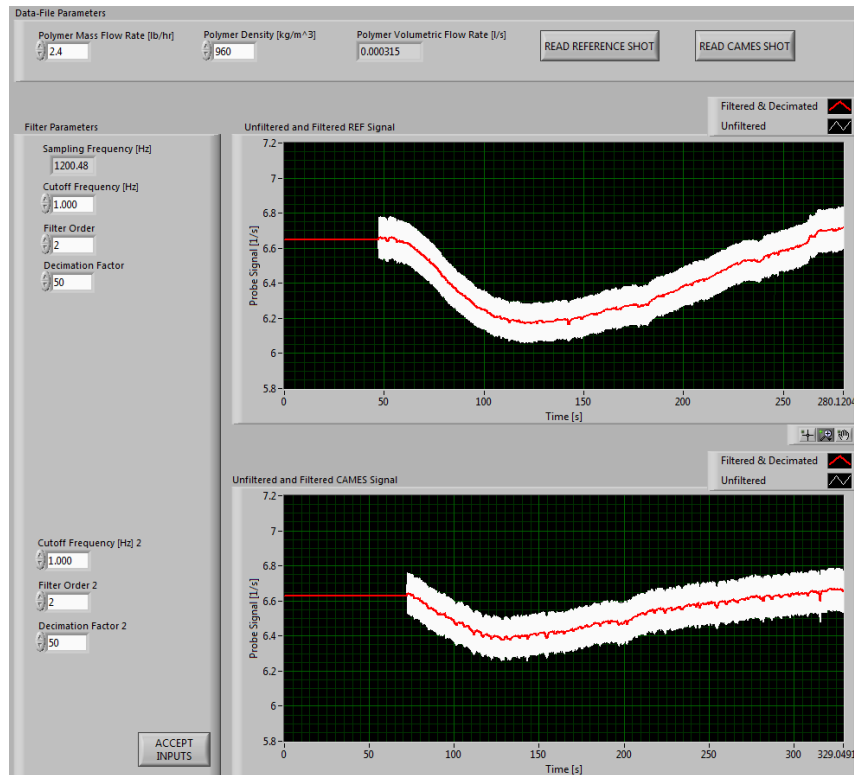 Data-File Parameters
Polymer Mass Flow Rate [lb/hr] Polymer Density [kg/m^3] Polymer Volumetric Flow Rate [l/s]
2.4 960 0.000315 READ REFERENCE SHOT READ CAMES SHOT
Filter Parameters
Sampling Frequency [Hz]
1200.48
Cutoff Frequency [Hz]
1.000
Filter Order
2
Decimation Factor
50
Filtered & Decimated
Unfiltered
Unfiltered and Filtered REF Signal
Probe Signal [1/s]
7.2
7
6.8
6.6
6.4
6.2
6
5.8
0 50 100 150 200 250 280.1204
Time [s]
Filtered & Decimated
Unfiltered
Unfiltered and Filtered CAMES Signal
Probe Signal [1/s]
7.2
7
6.8
6.6
6.4
6.2
6
5.8
0 50 100 150 200 250 300 329.0491
Time [s]
Cutoff Frequency [Hz] 2
1.000
Filter Order 2
2
Decimation Factor 2
50
ACCEPT
INPUTS